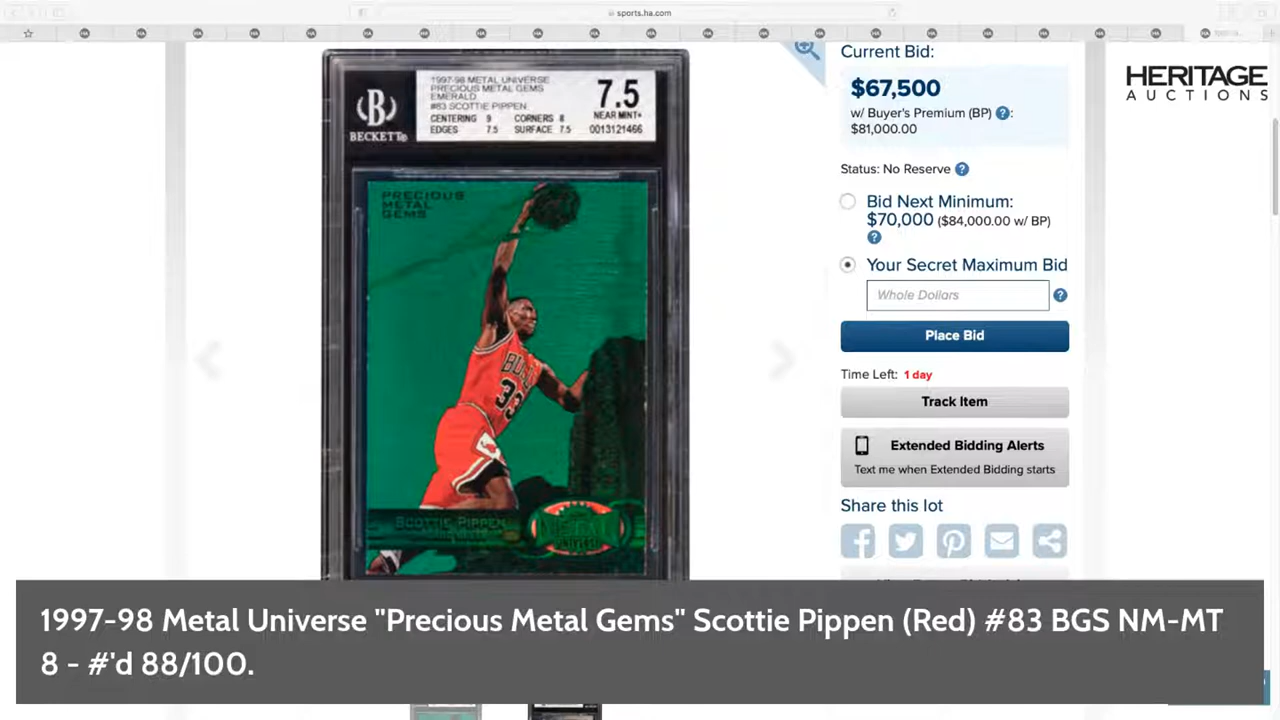 sports.ha.com
1997-98 METAL UNIVERSE
PRECIOUS METAL GEMS
EMERALD
#83 SCOTTIE PIPPEN
CENTERING 9 CORNERS 8
EDGES 7.5 SURFACE 7.5
7.5
NEAR MINT+
0013121466
BECKETT
PRECIOUS
METAL
GEMS
BULLS
33
SCOTTIE PIPPEN
METAL
UNIVERSE
Current Bid:
$67,500
w/ Buyer's Premium (BP) ? :
$81,000.00
Status: No Reserve ?
Bid Next Minimum:
$70,000 ($84,000.00 w/ BP)
?
Your Secret Maximum Bid
Whole Dollars ?
Place Bid
Time Left: 1 day
Track Item
Extended Bidding Alerts
Text me when Extended Bidding starts
Share this lot
HERITAGE
AUCTIONS
1997-98 Metal Universe "Precious Metal Gems" Scottie Pippen (Red) #83 BGS NM-MT
8 - #'d 88/100.